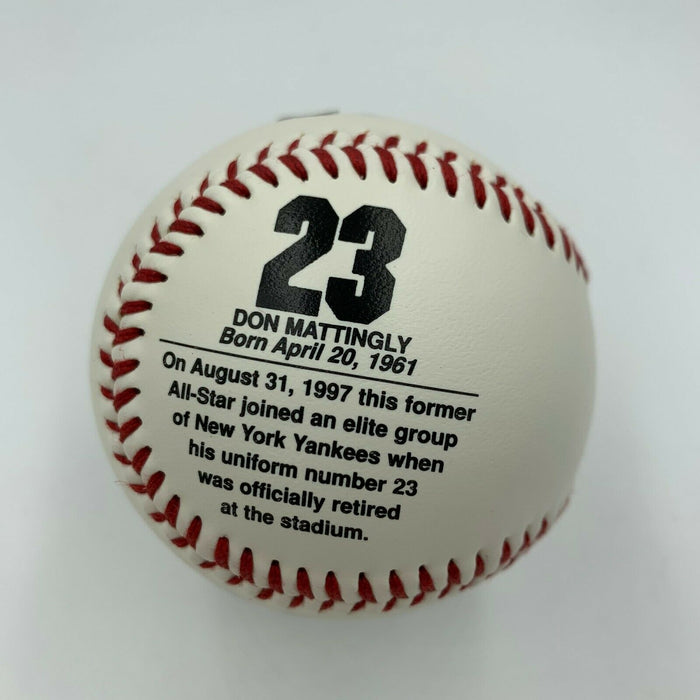 23
DON MATTINGLY
Born April 20, 1961
On August 31, 1997 this former
All-Star joined an elite group
of New York Yankees when
his uniform number 23
was officially retired
at the stadium.